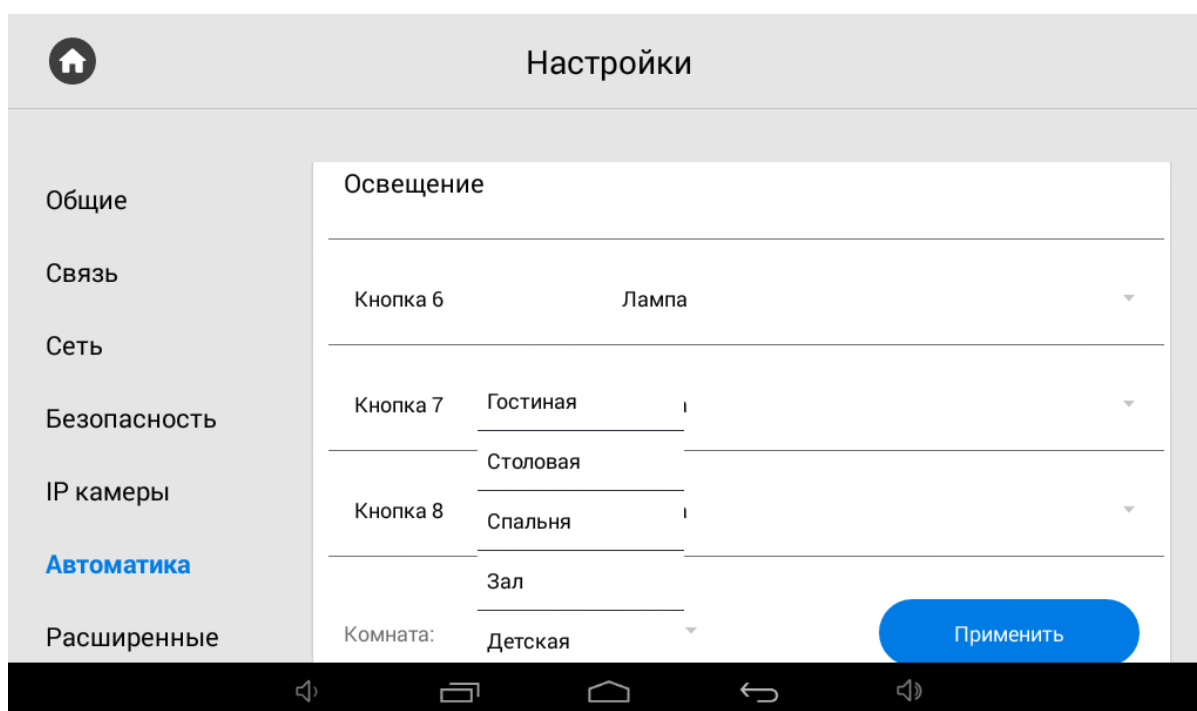 Настройки
Общие
Связь
Сеть
Безопасность
IP камеры
Автоматика
Расширенные
Освещение
Кнопка 6 Лампа
Кнопка 7
Кнопка 8
Гостиная
Столовая
Спальня
Зал
Детская
Комната:
Применить